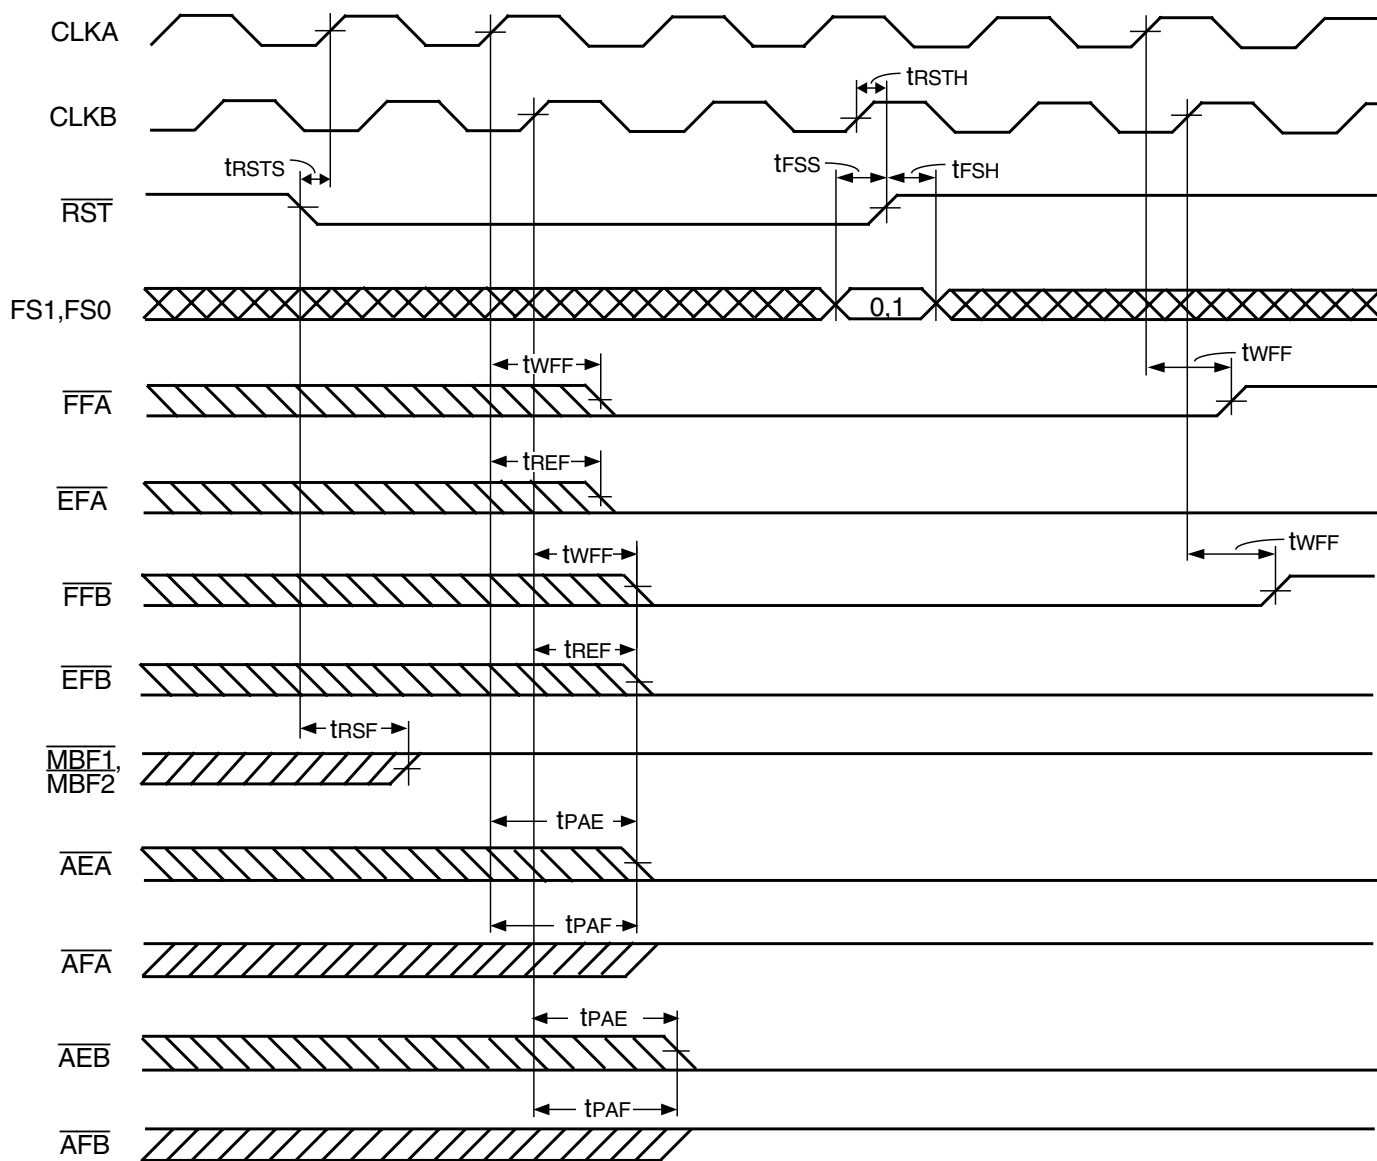 CLKA
tRSTH
CLKB
tRSTS
tFSS
tFSH
RST
FS1,FS0
0,1
tWFF
tWFF
FFA
tREF
EFA
tWFF
tWFF
FFB
tREF
EFB
tRSF
MBF1,
MBF2
tPAE
AEA
tPAF
AFA
tPAE
AEB
tPAF
AFB